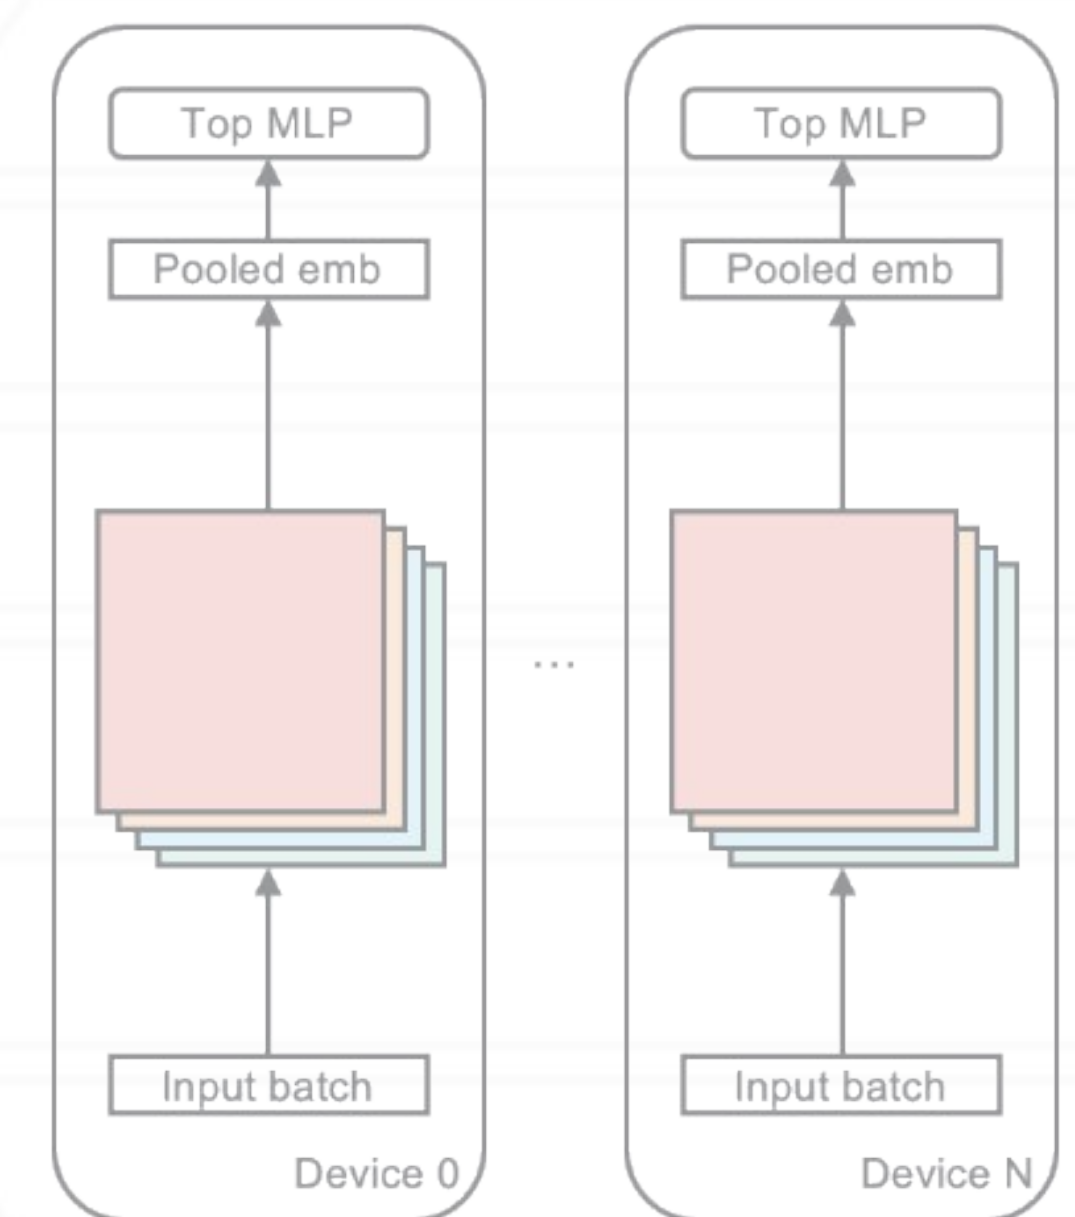 Top MLP
Pooled emb
Input batch
Device 0
...
Top MLP
Pooled emb
Input batch
Device N